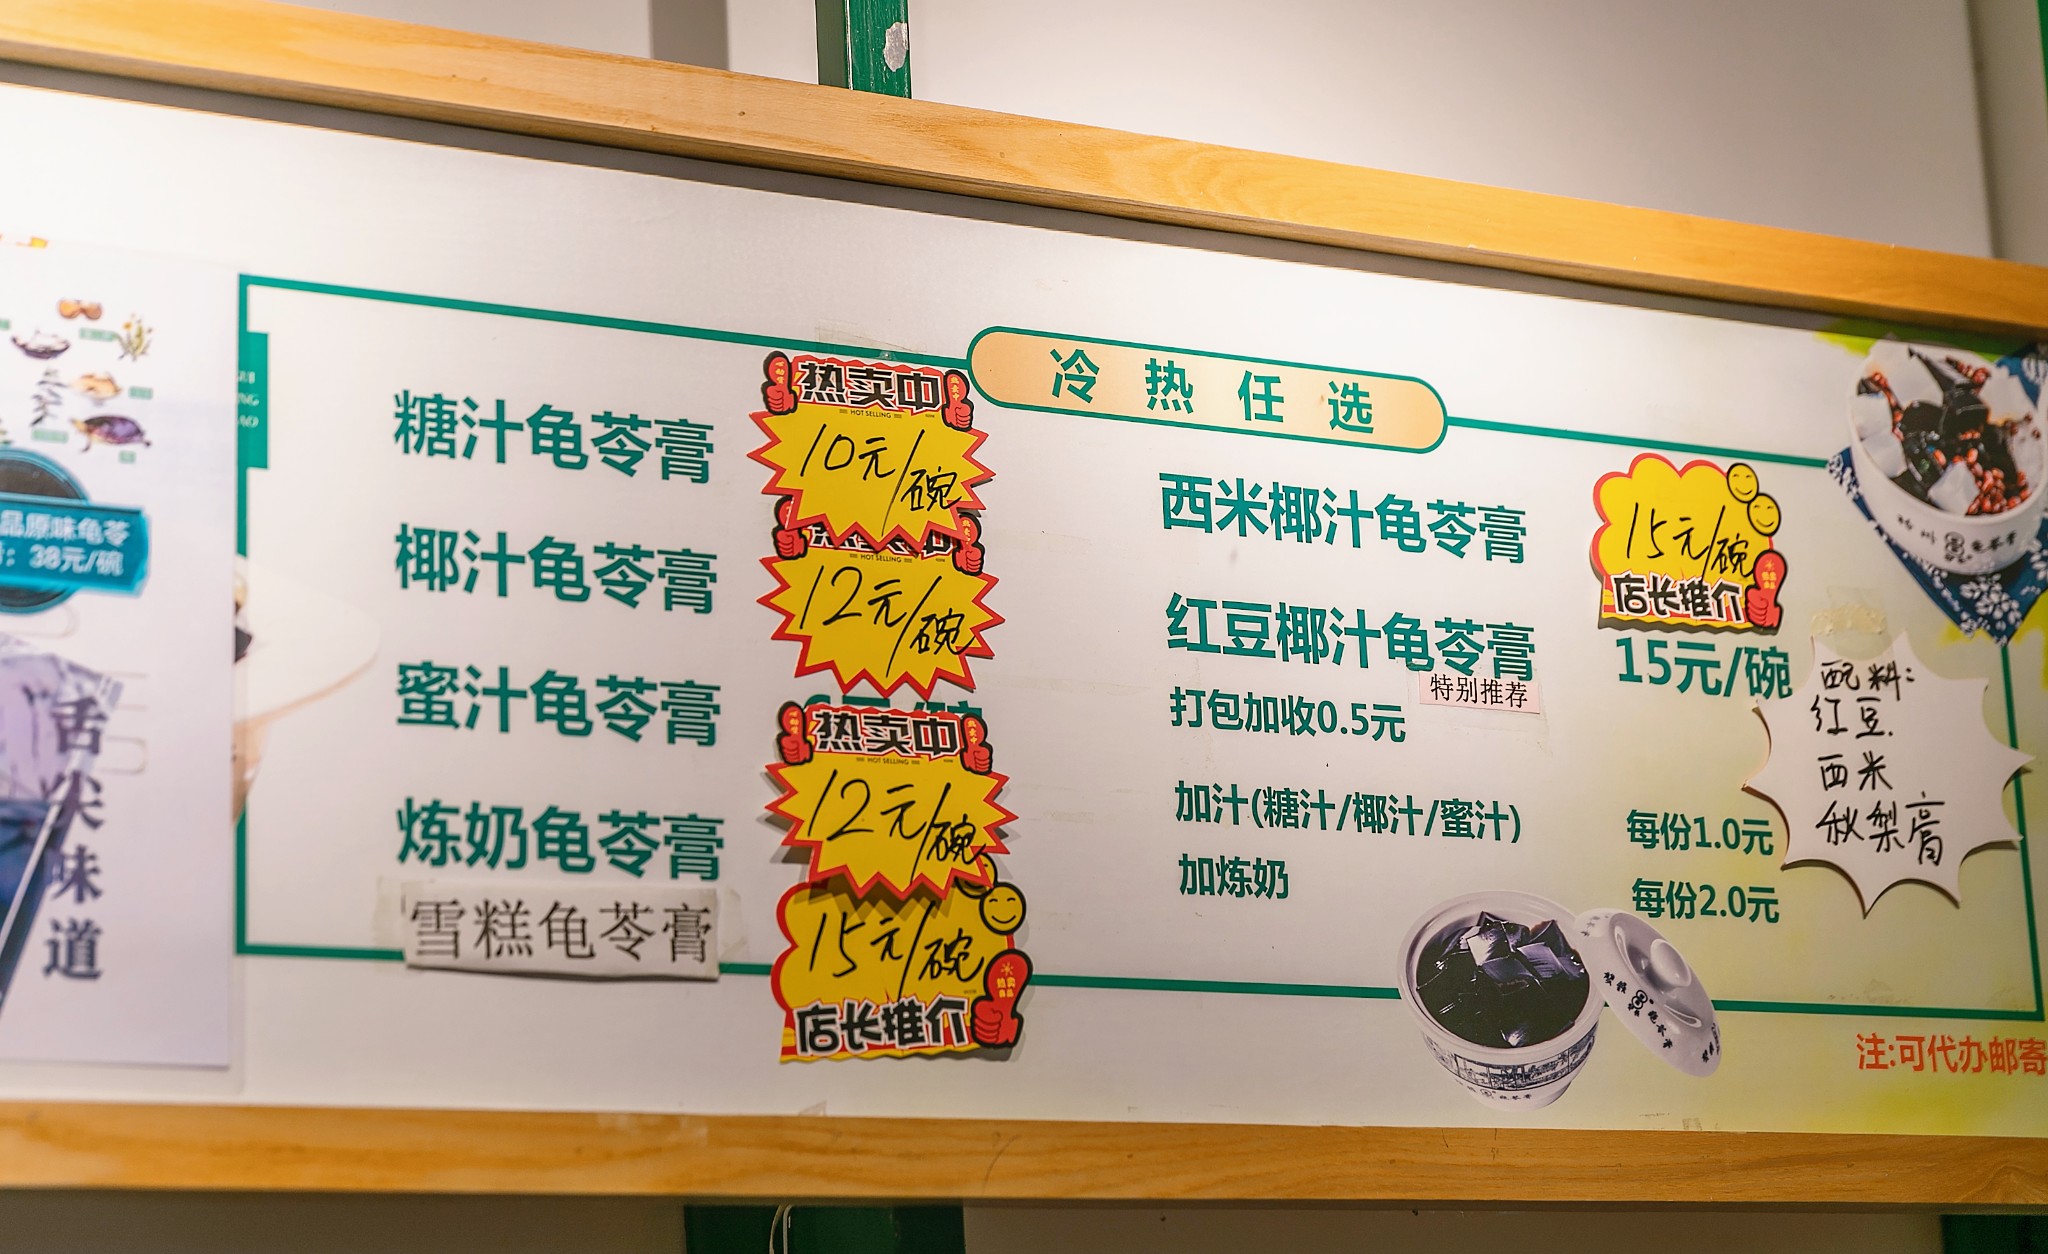 冷热任选
糖汁龟苓膏
热卖中
HOT SELLING
10元/碗
椰汁龟苓膏
HOT SELLING
12元/碗
蜜汁龟苓膏
热卖中
HOT SELLING
12元/碗
炼奶龟苓膏
雪糕龟苓膏
15元/碗
店长推介
西米椰汁龟苓膏
15元/碗
店长推介
红豆椰汁龟苓膏
15元/碗
特别推荐
打包加收0.5元
加汁(糖汁/椰汁/蜜汁)
每份1.0元
加炼奶
每份2.0元
配料:
红豆.
西米
秋梨膏
注:可代办邮寄
品原味龟苓
38元/碗
舌尖味道